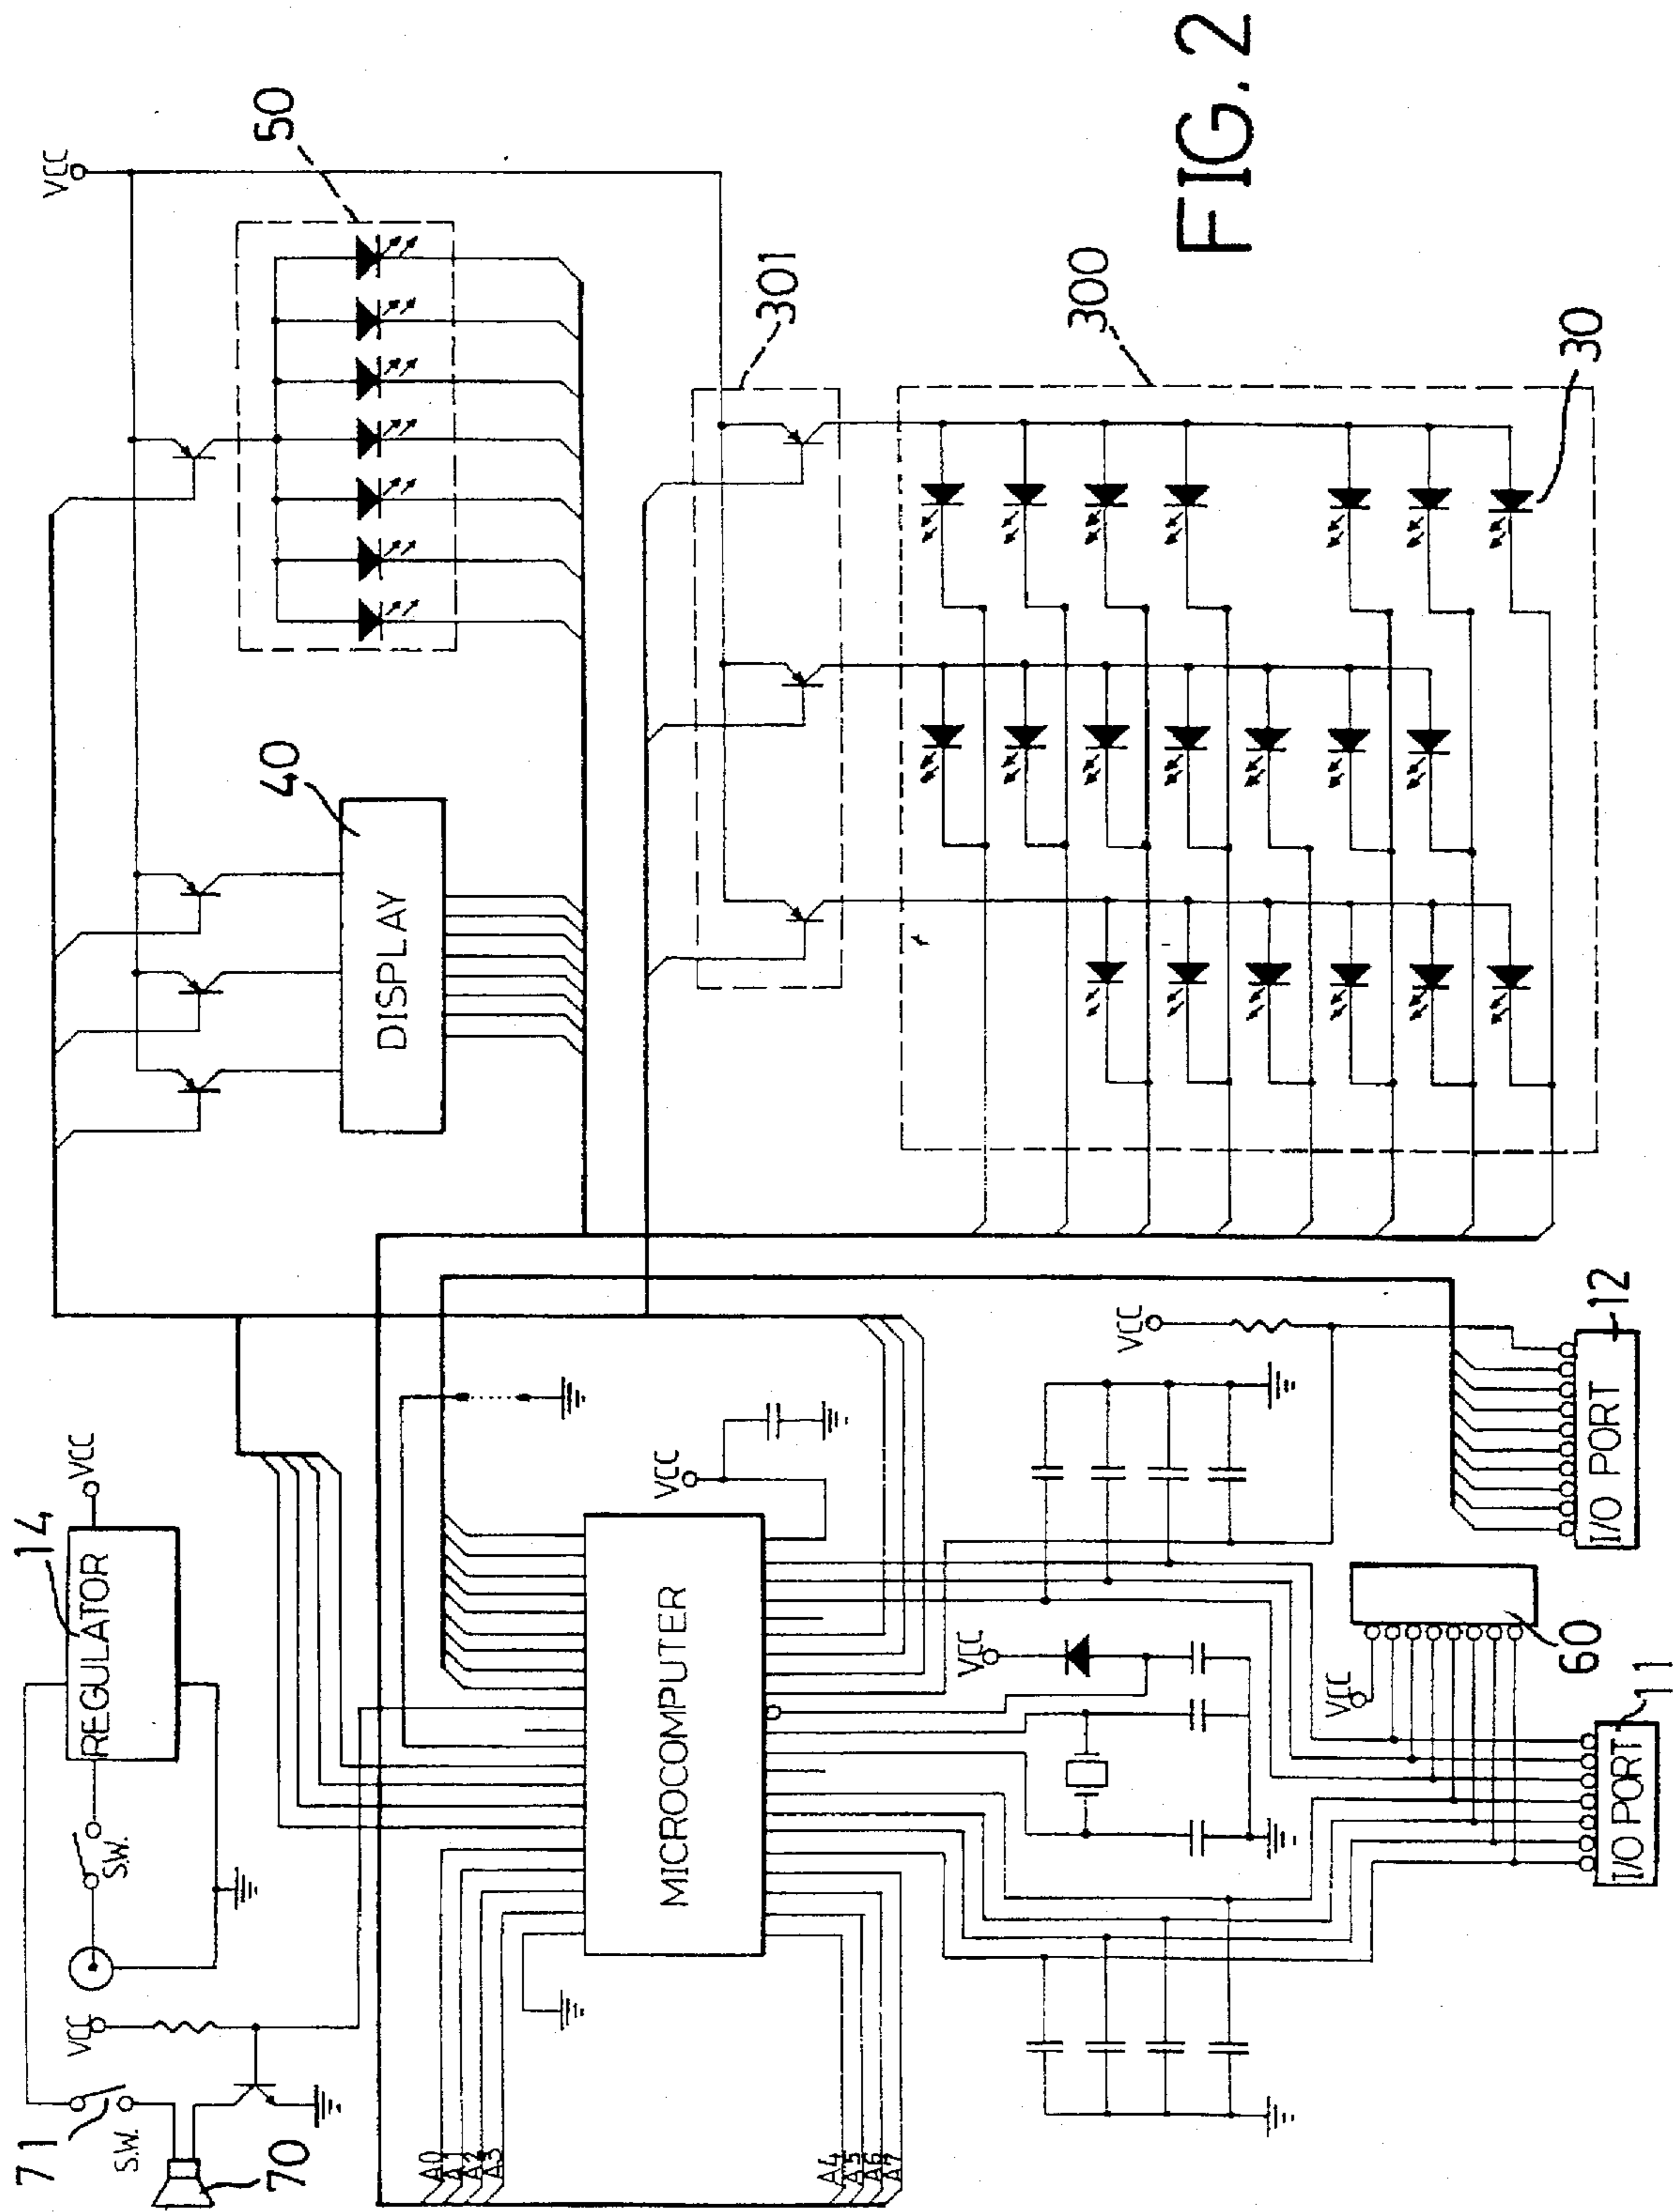 FIG. 2
VCC
50
40
DISPLAY
301
300
30
14
REGULATOR
VCC
S.W.
VCC
71
S.W.
70
MICROCOMPUTER
VCC
VCC
VCC
VCC
12
I/O PORT
60
11
I/O PORT
A0
A1
A2
A3
A4
A5
A6
A7